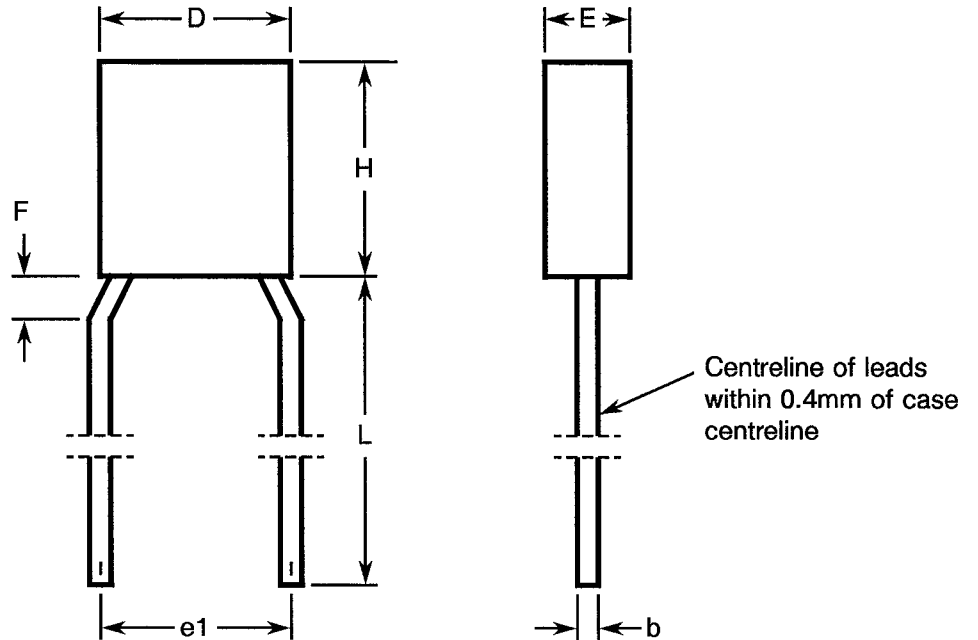 D
E
H
F
L
Centreline of leads
within 0.4mm of case
centreline
e1
b